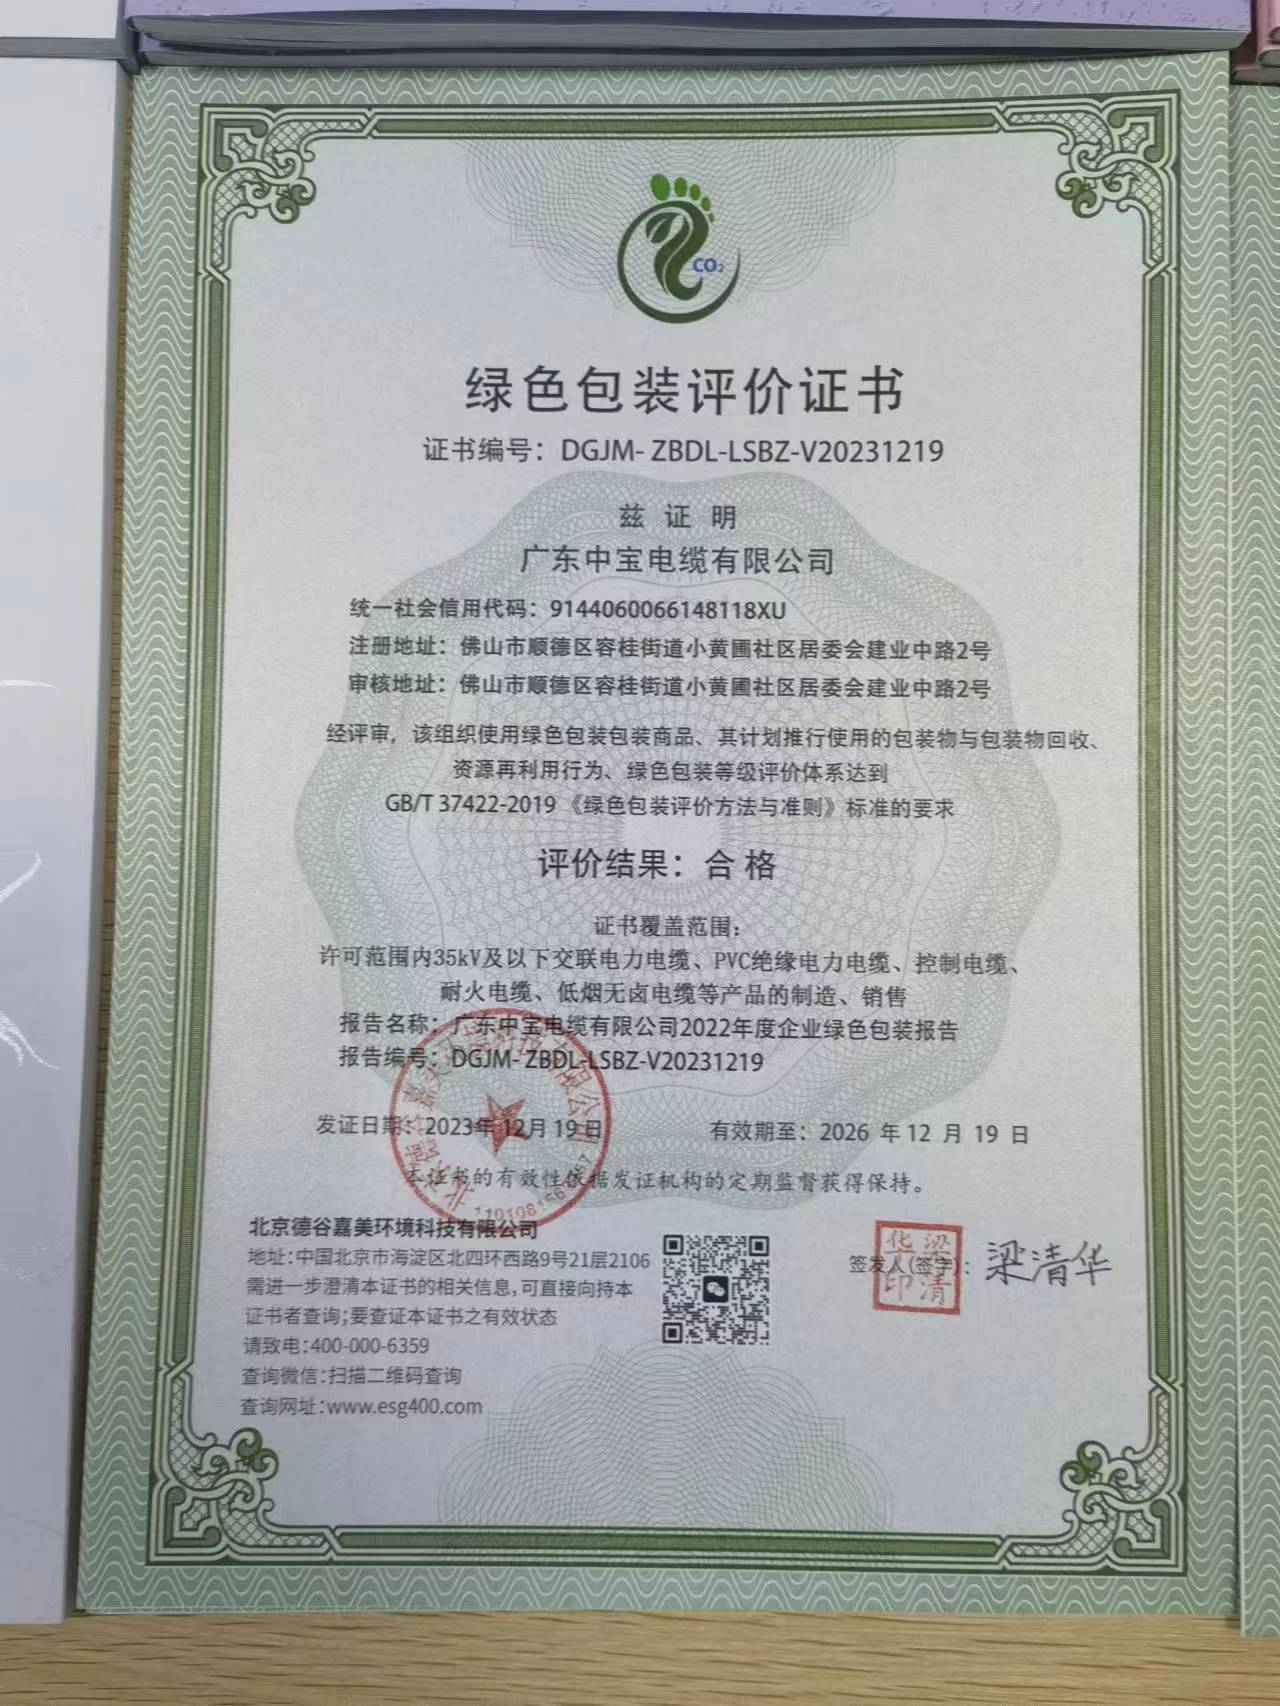 CO₂
绿色包装评价证书
证书编号：DGJM- ZBDL-LSBZ-V20231219
兹 证 明
广东中宝电缆有限公司
统一社会信用代码：9144060066148118XU
注册地址：佛山市顺德区容桂街道小黄圃社区居委会建业中路2号
审核地址：佛山市顺德区容桂街道小黄圃社区居委会建业中路2号
经评审，该组织使用绿色包装包装商品、其计划推行使用的包装物与包装物回收、
资源再利用行为、绿色包装等级评价体系达到
GB/T 37422-2019《绿色包装评价方法与准则》标准的要求
评价结果：合 格
证书覆盖范围：
许可范围内35kV及以下交联电力电缆、PVC绝缘电力电缆、控制电缆、
耐火电缆、低烟无卤电缆等产品的制造、销售
报告名称：广东中宝电缆有限公司2022年度企业绿色包装报告
报告编号：DGJM- ZBDL-LSBZ-V20231219
发证日期：2023年 12月 19 日
有效期至：2026 年 12 月 19 日
本证书的有效性依据发证机构的定期监督获得保持。
北京德谷嘉美环境科技有限公司
地址：中国北京市海淀区北四环西路9号21层2106
需进一步澄清本证书的相关信息，可直接向持本
证书者查询；要查证本证书之有效状态
请致电：400-000-6359
查询微信：扫描二维码查询
查询网址：www.esg400.com
签发人(签字)：梁清华
梁清华印